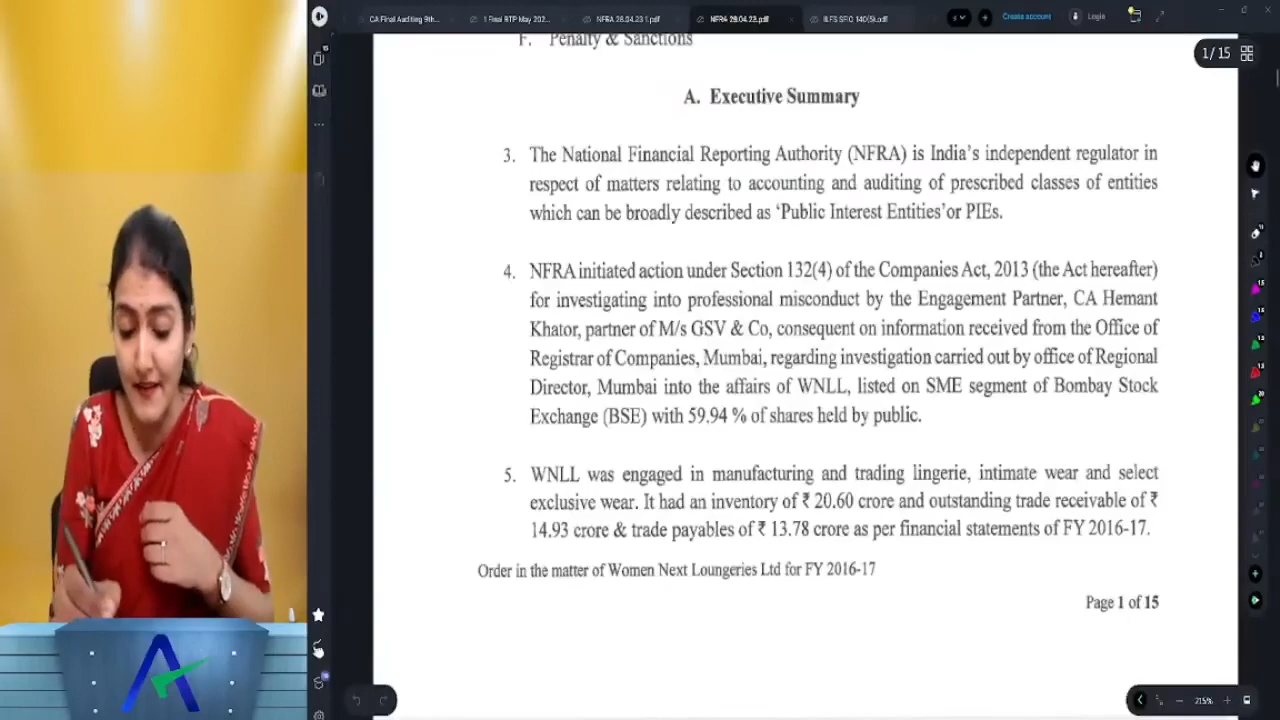 CA Final Auditing 9th...
1 Final RTP May 202...
NFRA 28.04.23 1.pdf
NFRA 28.04.23.pdf
Create account
Login
F. Penalty & Sanctions
1/15
A. Executive Summary
3. The National Financial Reporting Authority (NFRA) is India's independent regulator in
respect of matters relating to accounting and auditing of prescribed classes of entities
which can be broadly described as 'Public Interest Entities'or PIEs.
4. NFRA initiated action under Section 132(4) of the Companies Act, 2013 (the Act hereafter)
for investigating into professional misconduct by the Engagement Partner, CA Hemant
Khator, partner of M/s GSV & Co, consequent on information received from the Office of
Registrar of Companies, Mumbai, regarding investigation carried out by office of Regional
Director, Mumbai into the affairs of WNLL, listed on SME segment of Bombay Stock
Exchange (BSE) with 59.94 % of shares held by public.
5. WNLL was engaged in manufacturing and trading lingerie, intimate wear and select
exclusive wear. It had an inventory of ₹ 20.60 crore and outstanding trade receivable of ₹
14.93 crore & trade payables of ₹ 13.78 crore as per financial statements of FY 2016-17.
Order in the matter of Women Next Loungeries Ltd for FY 2016-17
Page 1 of 15
215%